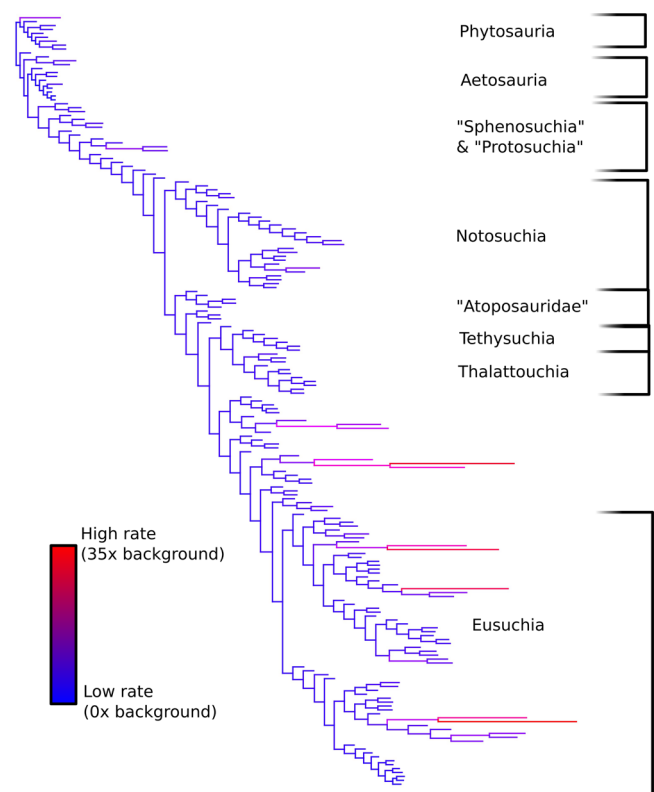 Phytosauria
Aetosauria
"Sphenosuchia"
& "Protosuchia"
Notosuchia
"Atoposauridae"
Tethysuchia
Thalattouchia
High rate
(35x background)
Eusuchia
Low rate
(0x background)